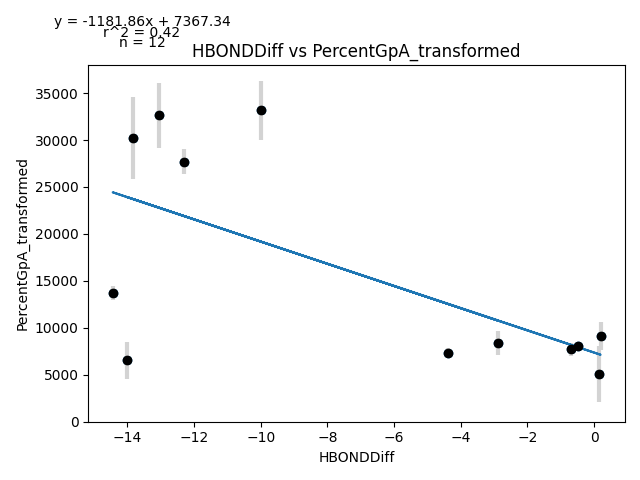 y = -1181.86x + 7367.34
r^2 = 0.42
n = 12
HBONDDiff vs PercentGpA_transformed
PercentGpA_transformed
35000
30000
25000
20000
15000
10000
5000
0
−14
−12
−10
−8
−6
−4
−2
0
HBONDDiff